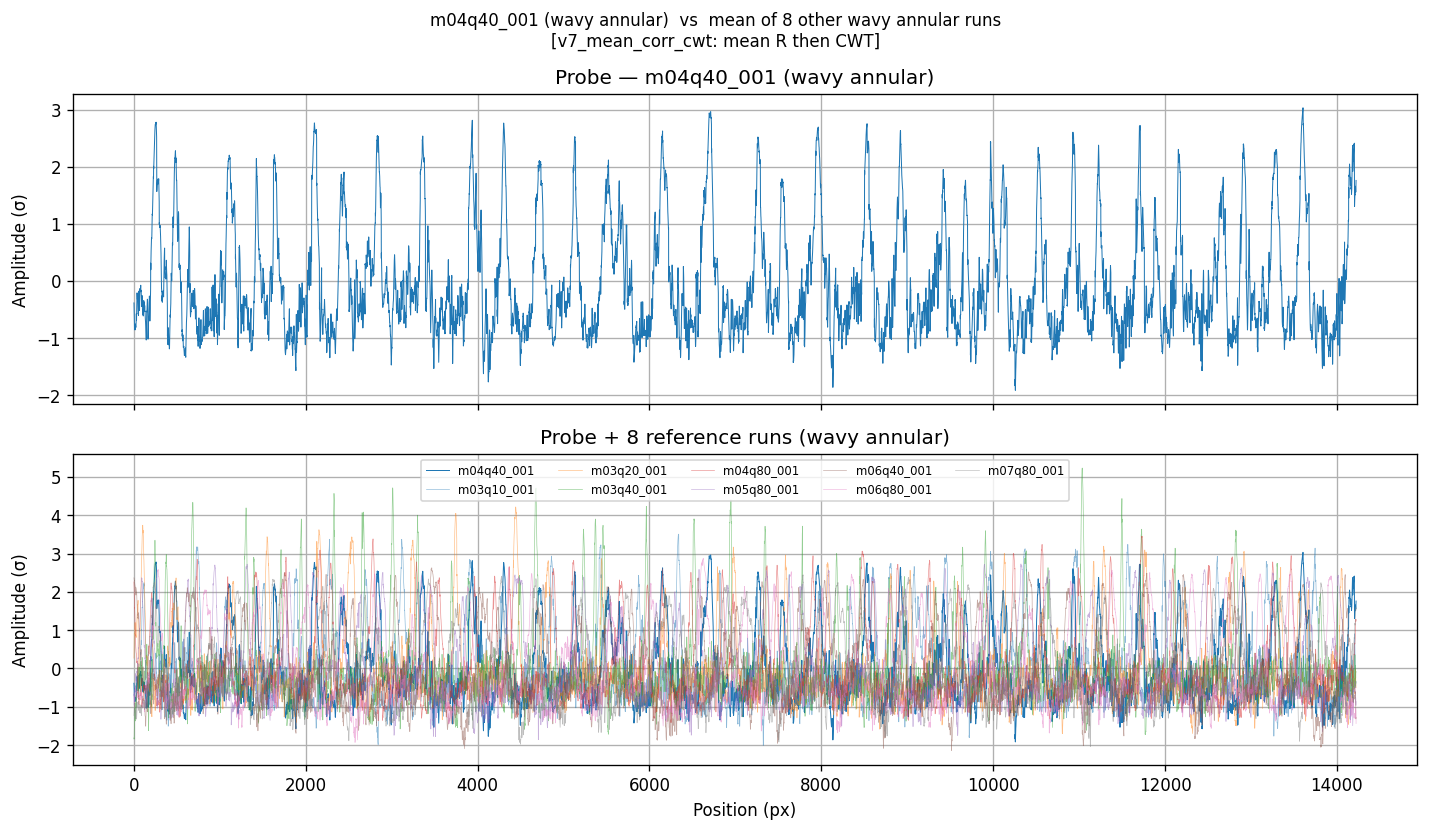 m04q40_001 (wavy annular)  vs  mean of 8 other wavy annular runs
[v7_mean_corr_cwt: mean R then CWT]
Probe — m04q40_001 (wavy annular)
Amplitude (σ)
3
2
1
0
−1
−2
Probe + 8 reference runs (wavy annular)
Amplitude (σ)
5
4
3
2
1
0
−1
−2
m04q40_001 m03q20_001 m04q80_001 m06q40_001 m07q80_001
m03q10_001 m03q40_001 m05q80_001 m06q80_001
0 2000 4000 6000 8000 10000 12000 14000
Position (px)